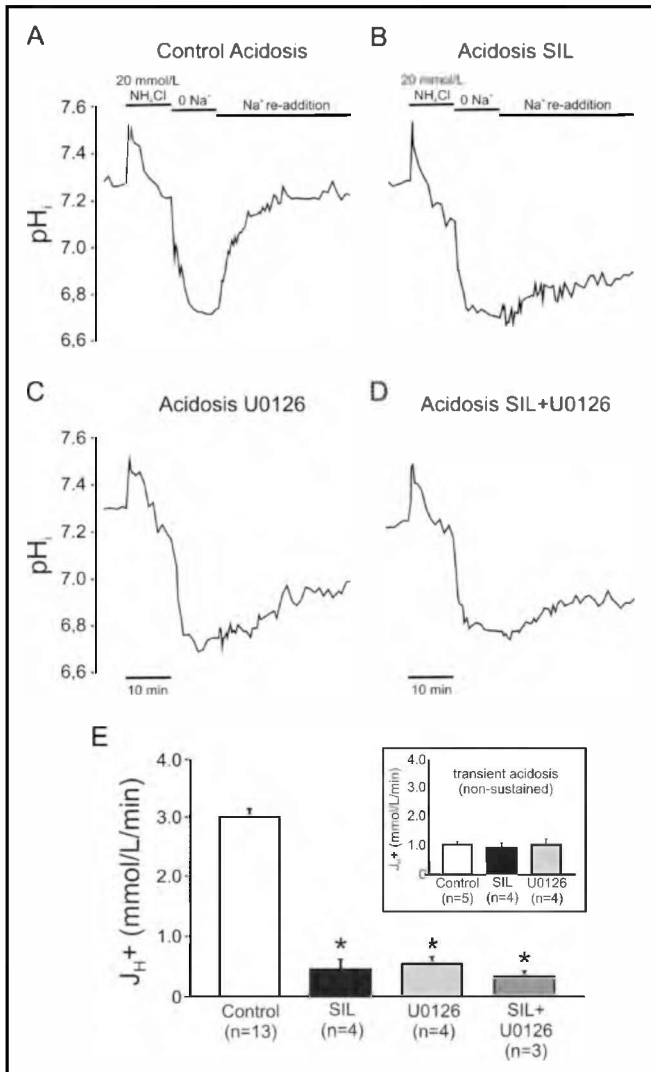 A Control Acidosis
B Acidosis SIL
20 mmol/L
NH₄Cl 0 Na⁺ Na⁺ re-addition
20 mmol/L
NH₄Cl 0 Na⁺ Na⁺ re-addition
pHᵢ
7.6
7.4
7.2
7.0
6.8
6,6
C Acidosis U0126
D Acidosis SIL+U0126
pHᵢ
7.6
7.4
7.2
7.0
6.8
6,6
10 min
10 min
E
J_H+ (mmol/L/min)
4.0
3.0
2.0
1.0
0
* * *
Control
(n=13)
SIL
(n=4)
U0126
(n=4)
SIL+
U0126
(n=3)
J_H+ (mmol/L/min)
4.0
3.0
2.0
1.0
0
transient acidosis
(non-sustained)
Control
(n=5)
SIL
(n=4)
U0126
(n=4)